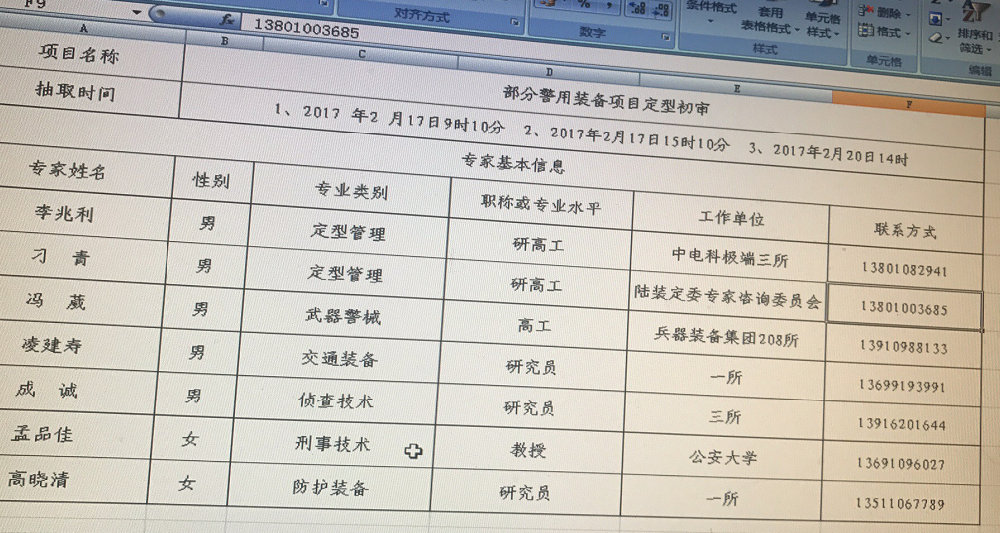 F9
13801003685
对齐方式
数字
条件格式
套用
表格格式
单元格
样式
样式
删除
格式
单元格
排序和
筛选
编辑
A B C D E F
项目名称 部分警用装备项目定型初审
抽取时间 1、2017 年2 月17日9时10分 2、2017年2月17日15时10分 3、2017年2月20日14时
专家基本信息
专家姓名 性别 专业类别 职称或专业水平 工作单位 联系方式
李兆利 男 定型管理 研高工 中电科极端三所 13801082941
刁 青 男 定型管理 研高工 陆装定委专家咨询委员会 13801003685
冯 葳 男 武器警械 高工 兵器装备集团208所 13910988133
凌建寿 男 交通装备 研究员 一所 13699193991
成 诚 男 侦查技术 研究员 三所 13916201644
孟品佳 女 刑事技术 教授 公安大学 13691096027
高晓清 女 防护装备 研究员 一所 13511067789